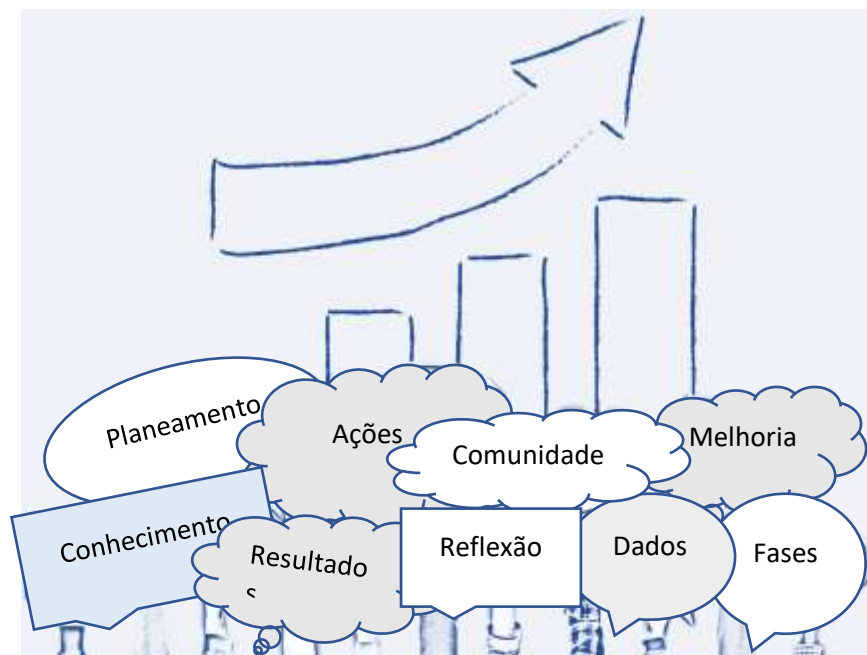 Planeamento
Ações
Comunidade
Melhoria
Conhecimento
Resultado
s
Reflexão
Dados
Fases